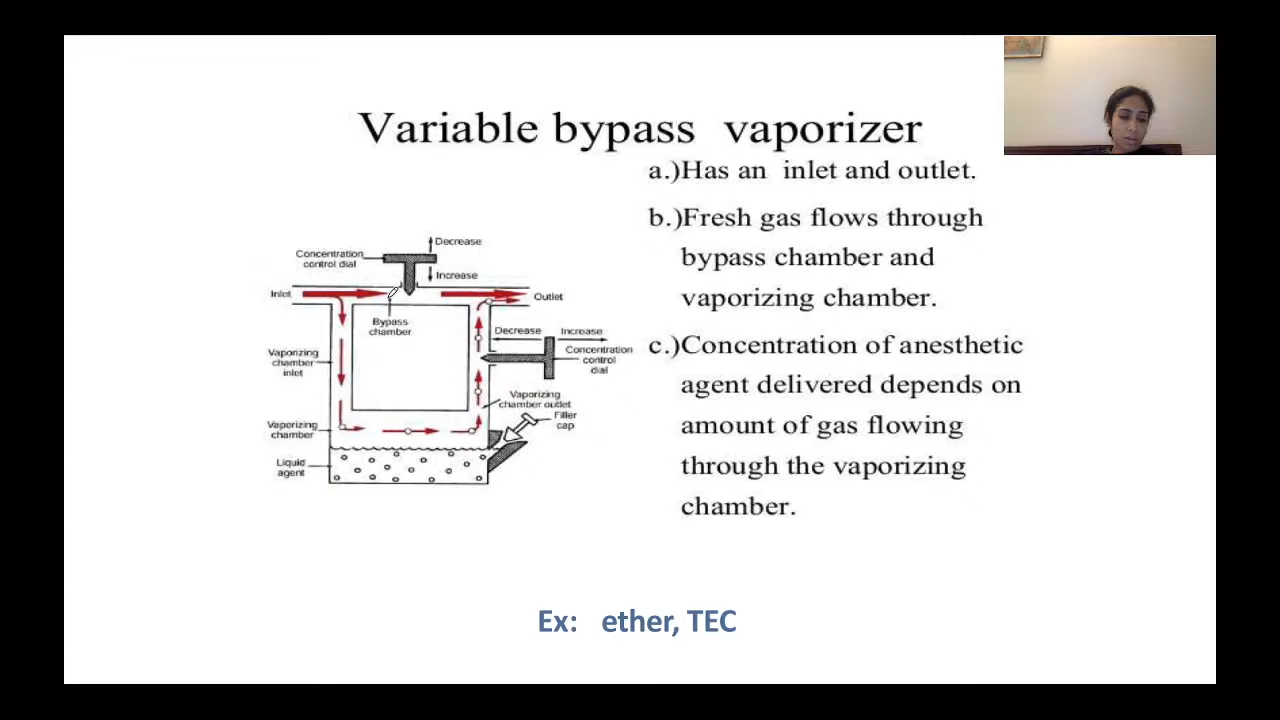 Variable bypass vaporizer
a.)Has an inlet and outlet.
b.)Fresh gas flows through
bypass chamber and
vaporizing chamber.
c.)Concentration of anesthetic
agent delivered depends on
amount of gas flowing
through the vaporizing
chamber.
Decrease
Concentration
control dial
Increase
Inlet
Outlet
Bypass
chamber
Decrease
Increase
Concentration
control
dial
Vaporizing
chamber
inlet
Vaporizing
chamber outlet
Filler
cap
Vaporizing
chamber
Liquid
agent
Ex: ether, TEC